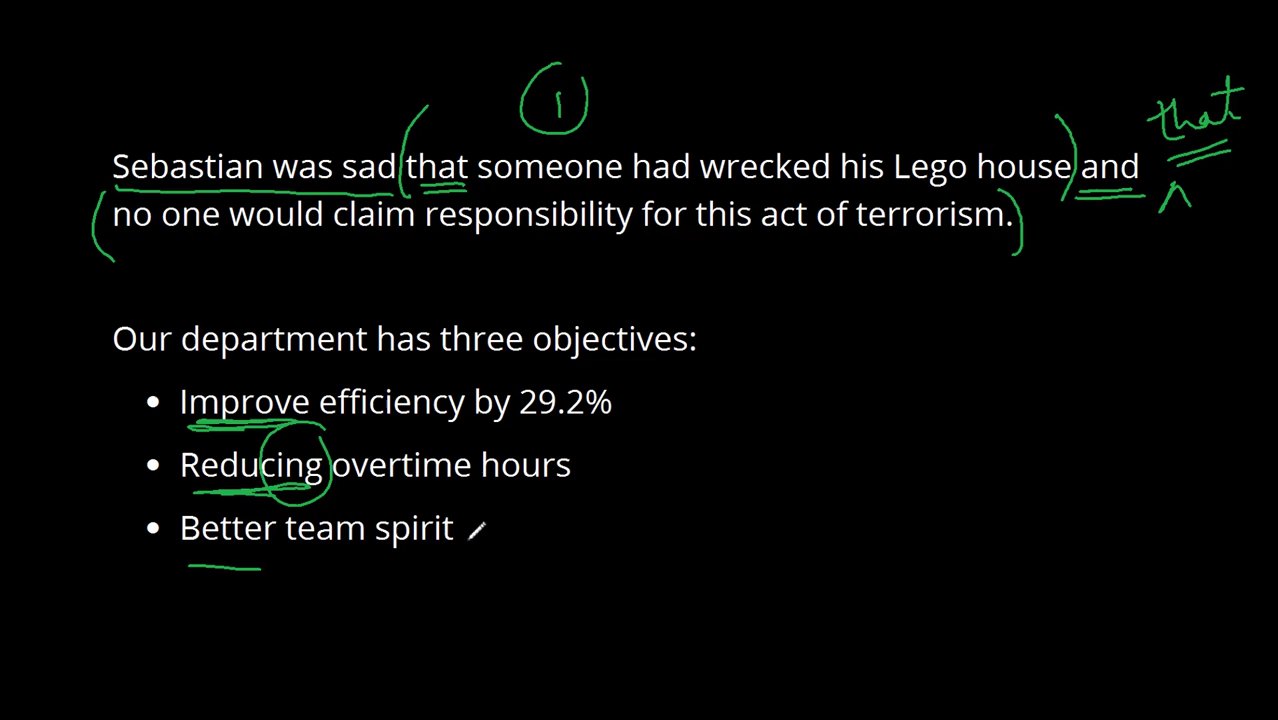 1
that
Sebastian was sad that someone had wrecked his Lego house and
no one would claim responsibility for this act of terrorism.
Our department has three objectives:
• Improve efficiency by 29.2%
• Reducing overtime hours
• Better team spirit